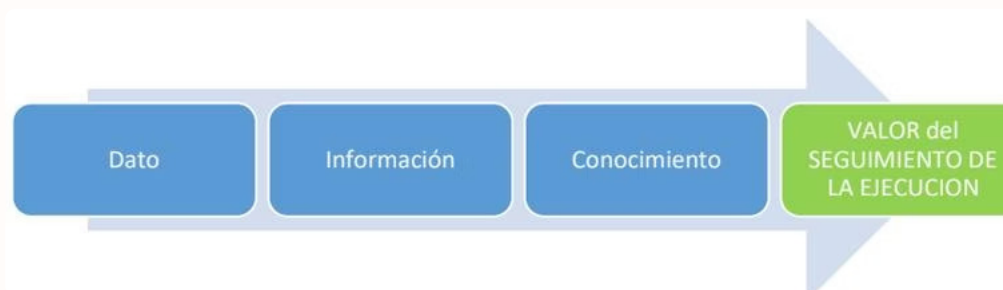 Dato
Información
Conocimiento
VALOR del
SEGUIMIENTO DE
LA EJECUCION